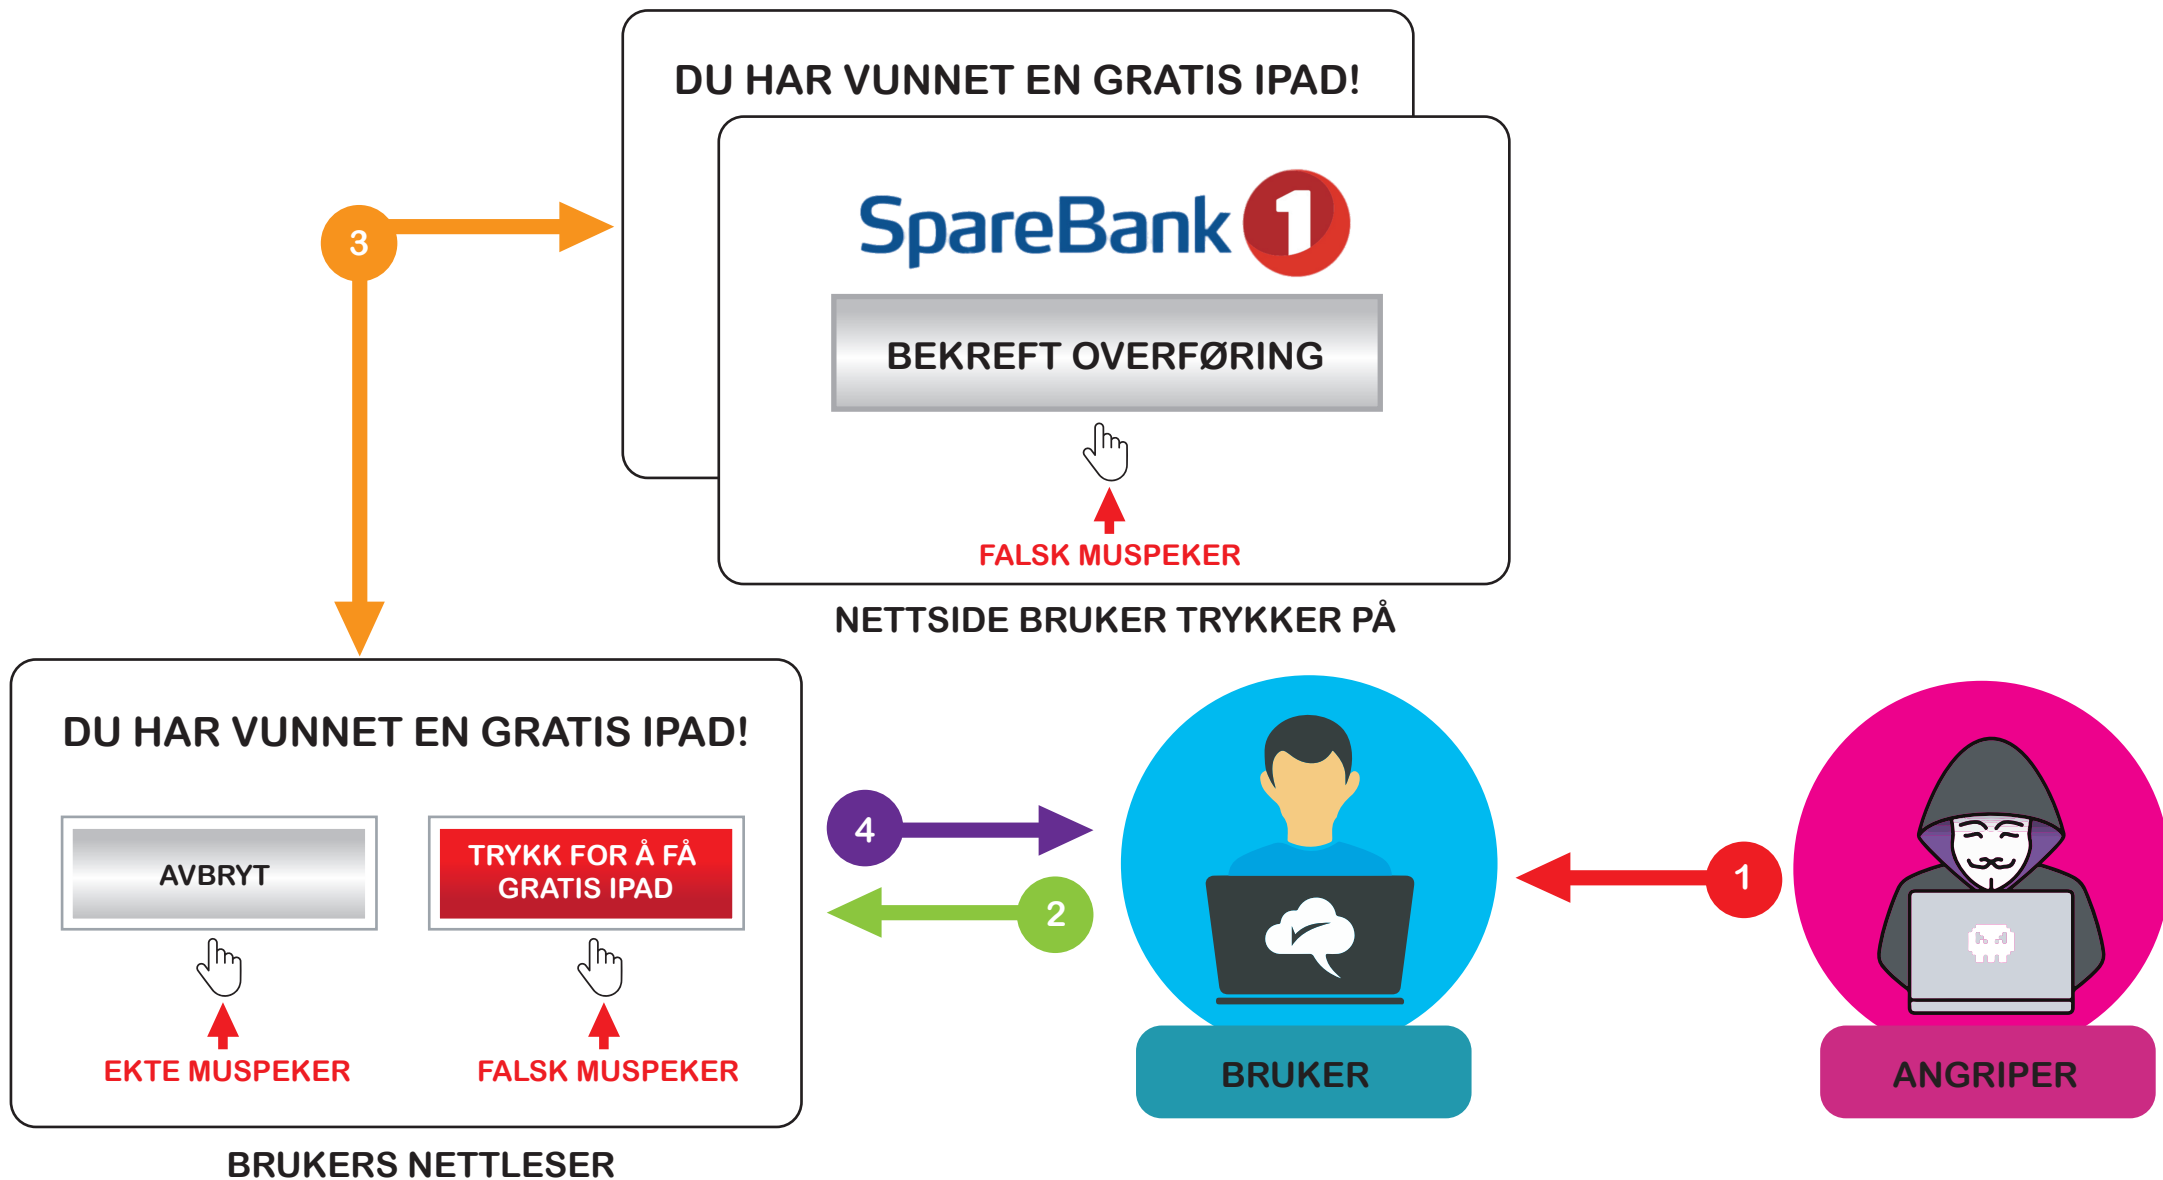 DU HAR VUNNET EN GRATIS IPAD!
SpareBank 1
BEKREFT OVERFØRING
FALSK MUSPEKER
NETTSIDE BRUKER TRYKKER PÅ
3
DU HAR VUNNET EN GRATIS IPAD!
AVBRYT
TRYKK FOR Å FÅ
GRATIS IPAD
EKTE MUSPEKER
FALSK MUSPEKER
BRUKERS NETTLESER
4
2
BRUKER
1
ANGRIPER